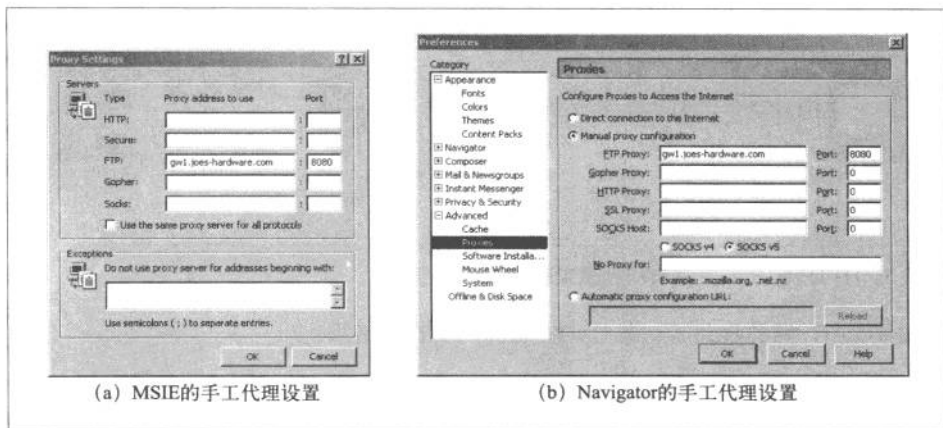 Proxy Settings
Servers
Type Proxy address to use Port
HTTP: :
Secure: :
FTP: gw1.joes-hardware.com : 8080
Gopher: :
Socks: :
Use the same proxy server for all protocols
Exceptions
Do not use proxy server for addresses beginning with:
Use semicolons ( ; ) to separate entries.
OK Cancel
(a) MSIE的手工代理设置
Preferences
Category
Appearance
Fonts
Colors
Themes
Content Packs
Navigator
Composer
Mail & Newsgroups
Instant Messenger
Privacy & Security
Advanced
Cache
Proxies
Software Installa...
Mouse Wheel
System
Offline & Disk Space
Proxies
Configure Proxies to Access the Internet
Direct connection to the Internet
Manual proxy configuration
FTP Proxy: gw1.joes-hardware.com Port: 8080
Gopher Proxy: Port: 0
HTTP Proxy: Port: 0
SSL Proxy: Port: 0
SOCKS Host: Port: 0
SOCKS v4 SOCKS v5
No Proxy for:
Example: .mozilla.org, .net.nz
Automatic proxy configuration URL:
Reload
OK Cancel Help
(b) Navigator的手工代理设置